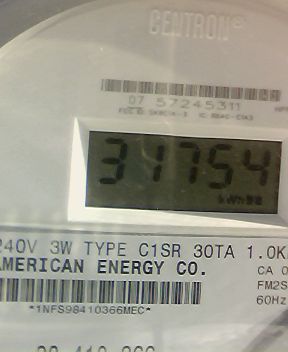 CENTRON®
07 57245311
31754
kWh
240V 3W TYPE C1SR 30TA 1.0K
AMERICAN ENERGY CO.
CA 0
FM2S
60Hz
*1NFS98410366MEC*